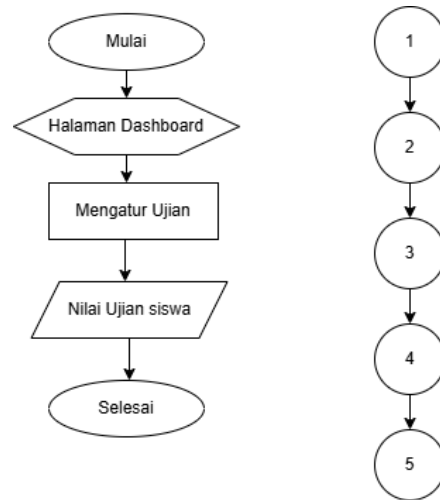 Mulai
Halaman Dashboard
Mengatur Ujian
Nilai Ujian siswa
Selesai
1
2
3
4
5